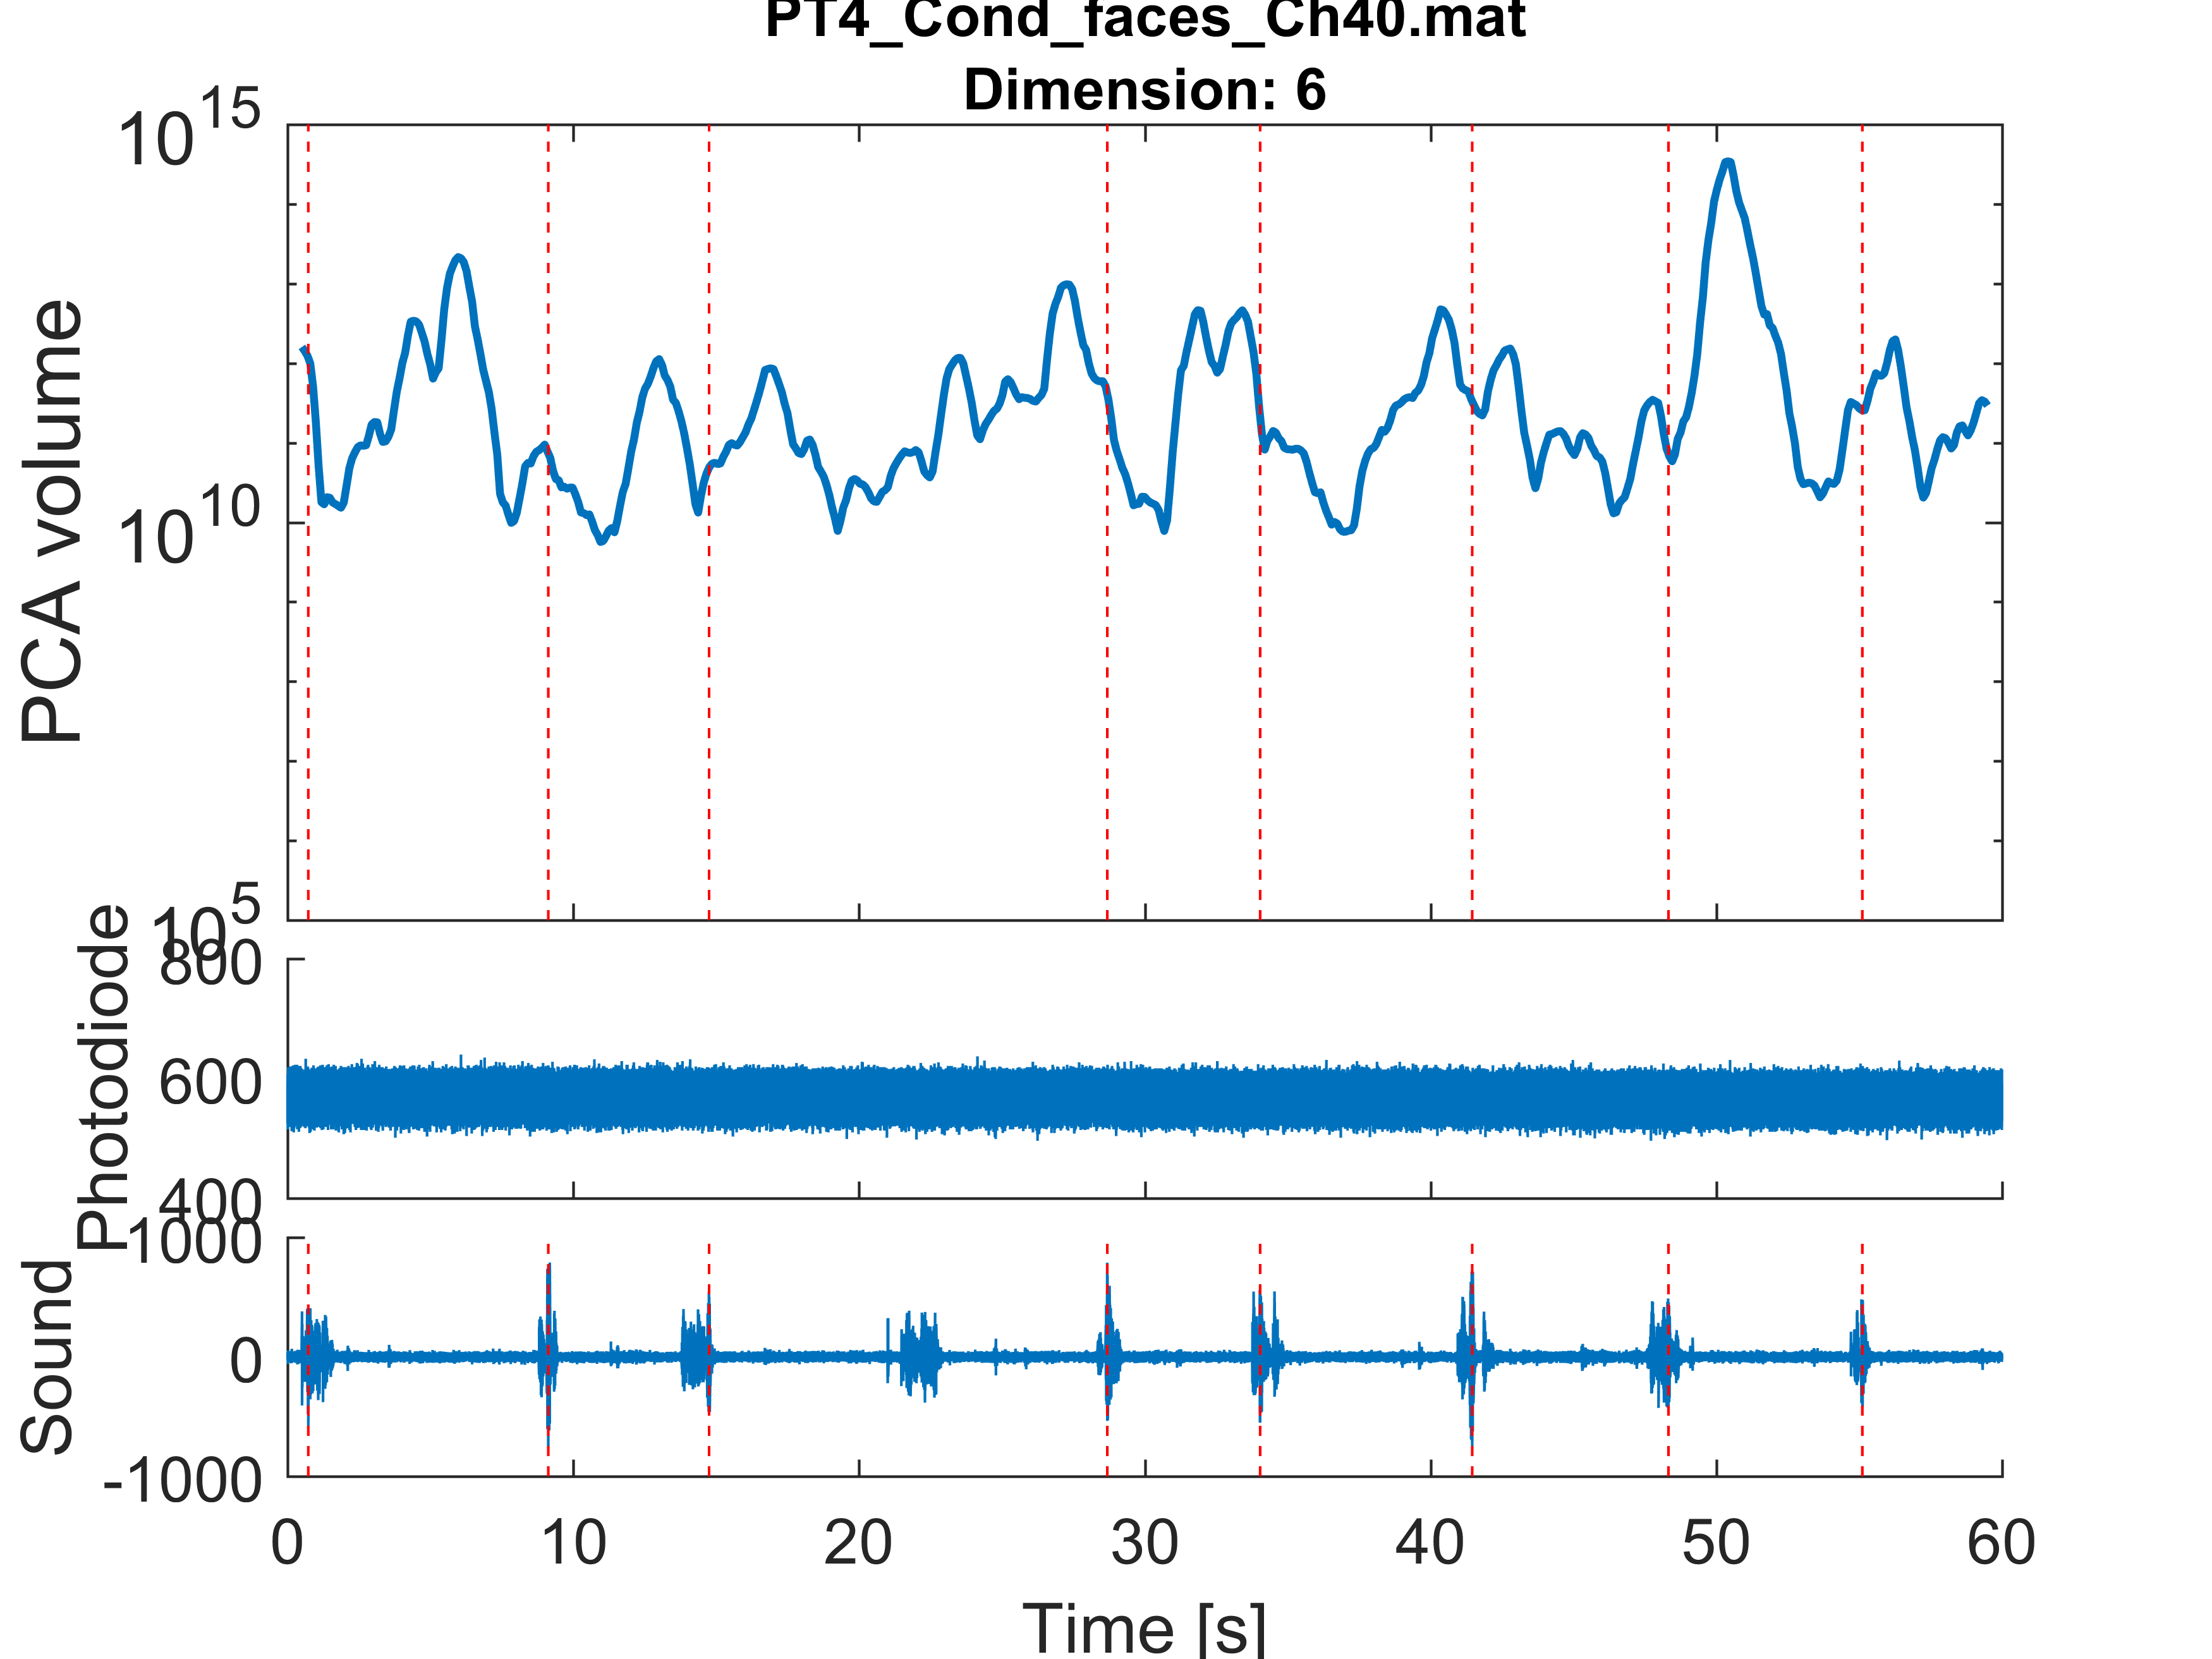 PT4_Cond_faces_Ch40.mat
Dimension: 6
PCA volume
10^15
10^10
10^5
Photodiode
800
600
400
Sound
1000
0
-1000
0 10 20 30 40 50 60
Time [s]